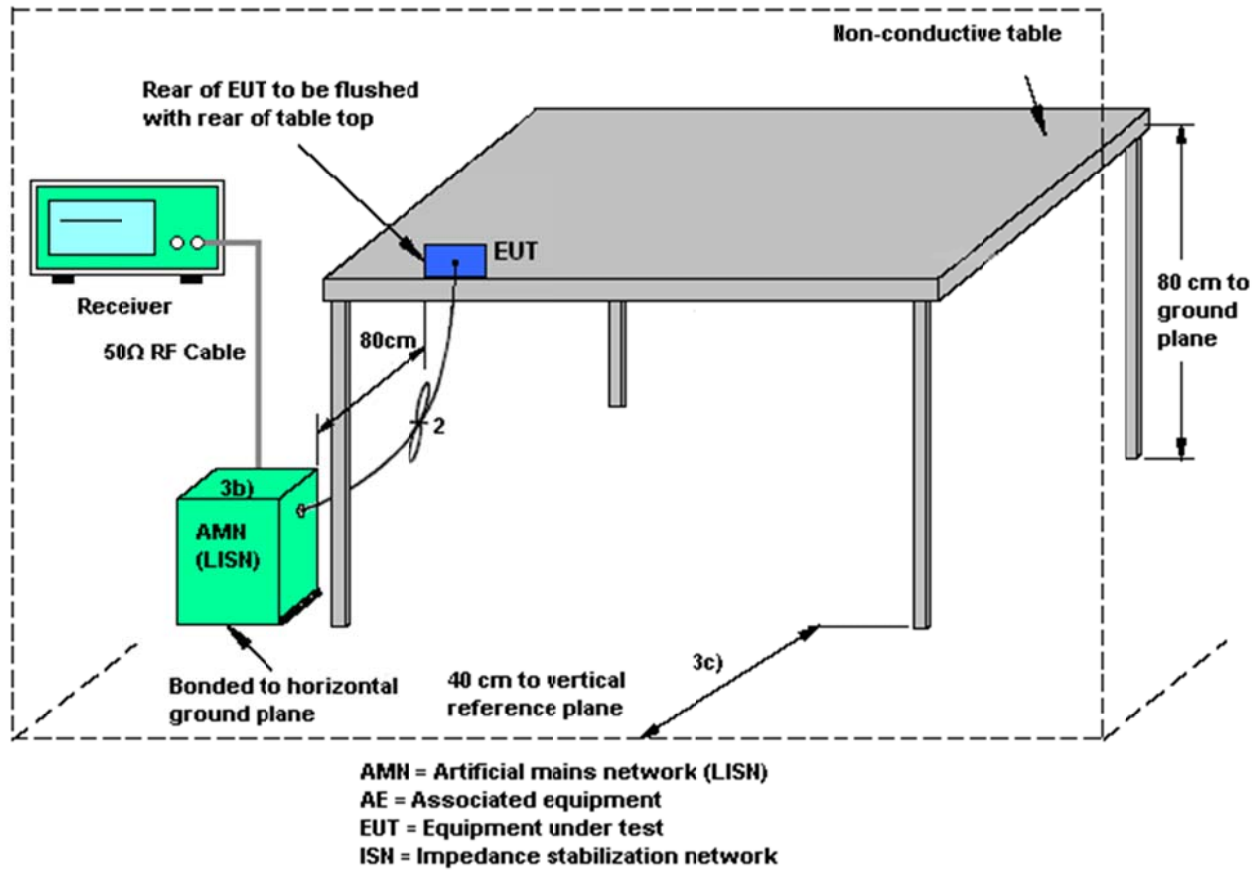 Non-conductive table
Rear of EUT to be flushed
with rear of table top
EUT
Receiver
80 cm to
ground
plane
80cm
50Ω RF Cable
2
3b)
AMN
(LISN)
3c)
Bonded to horizontal
ground plane
40 cm to vertical
reference plane
AMN = Artificial mains network (LISN)
AE = Associated equipment
EUT = Equipment under test
ISN = Impedance stabilization network